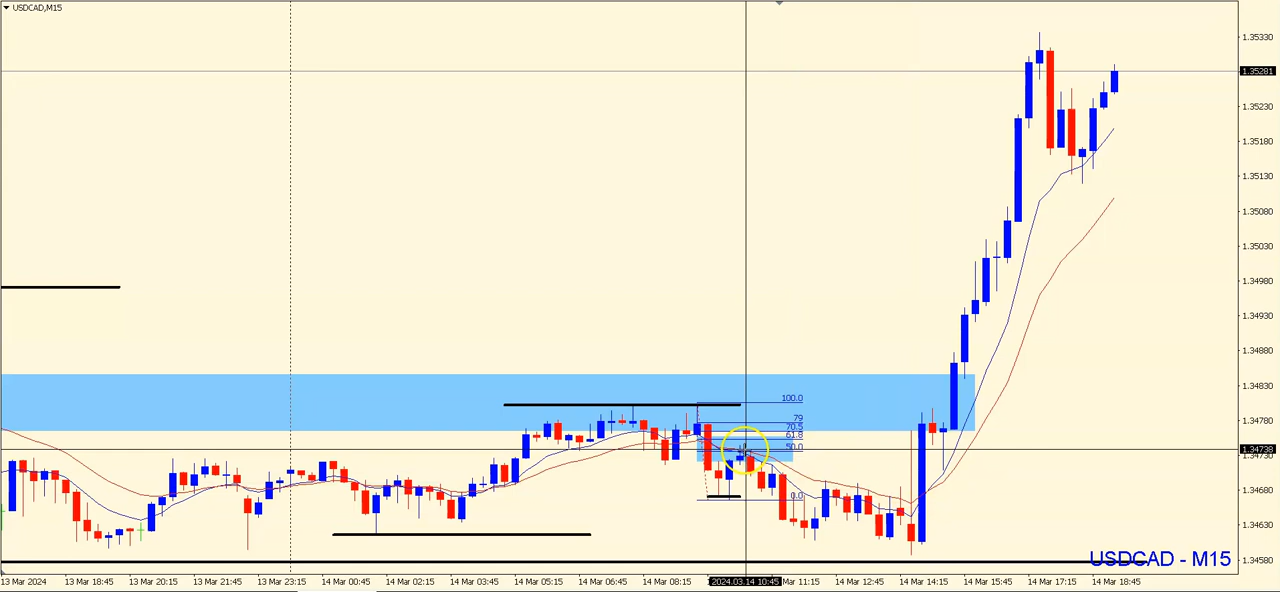 USDCAD,M15
1.35330
1.35281
1.35230
1.35180
1.35130
1.35080
1.35030
1.34980
1.34930
1.34880
1.34830
1.34780
1.34738
1.34680
1.34630
1.34580
100.0
79
70.5
61.8
50.0
0.0
USDCAD - M15
13 Mar 2024
13 Mar 18:45
13 Mar 20:15
13 Mar 21:45
13 Mar 23:15
14 Mar 00:45
14 Mar 02:15
14 Mar 03:45
14 Mar 05:15
14 Mar 06:45
14 Mar 08:15
2024.03.14 10:45
Mar 11:15
14 Mar 12:45
14 Mar 14:15
14 Mar 15:45
14 Mar 17:15
14 Mar 18:45